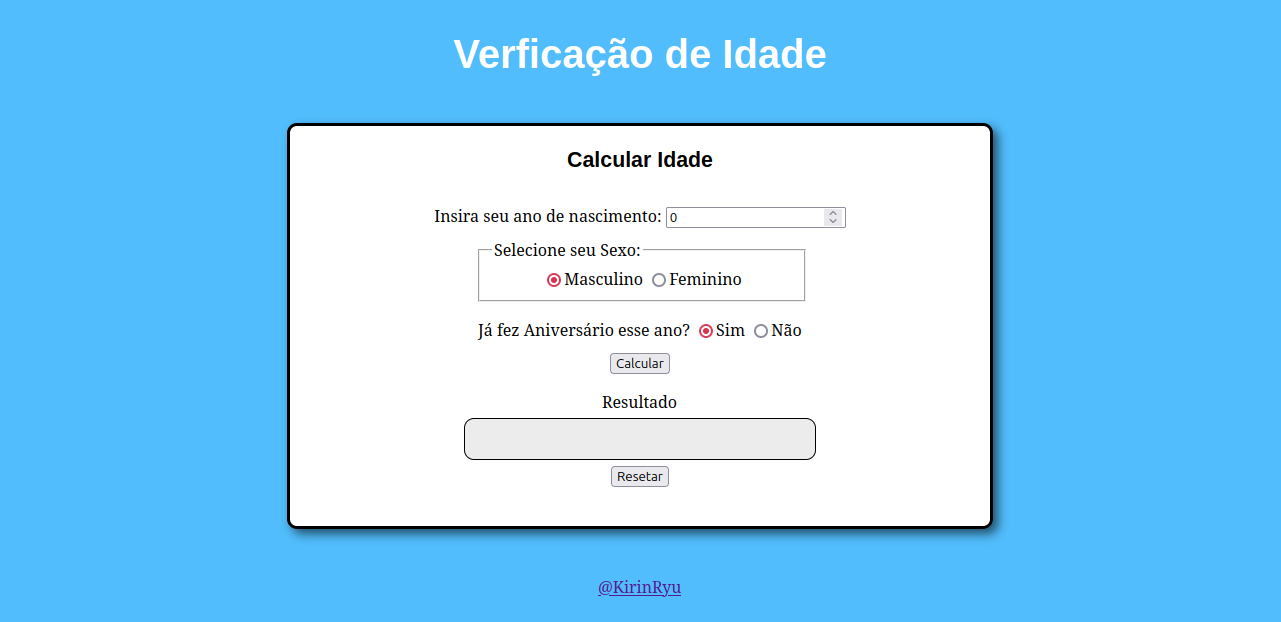 Verficação de Idade
Calcular Idade
Insira seu ano de nascimento: 0
Selecione seu Sexo:
Masculino Feminino
Já fez Aniversário esse ano? Sim Não
Calcular
Resultado
Resetar
@KirinRyu